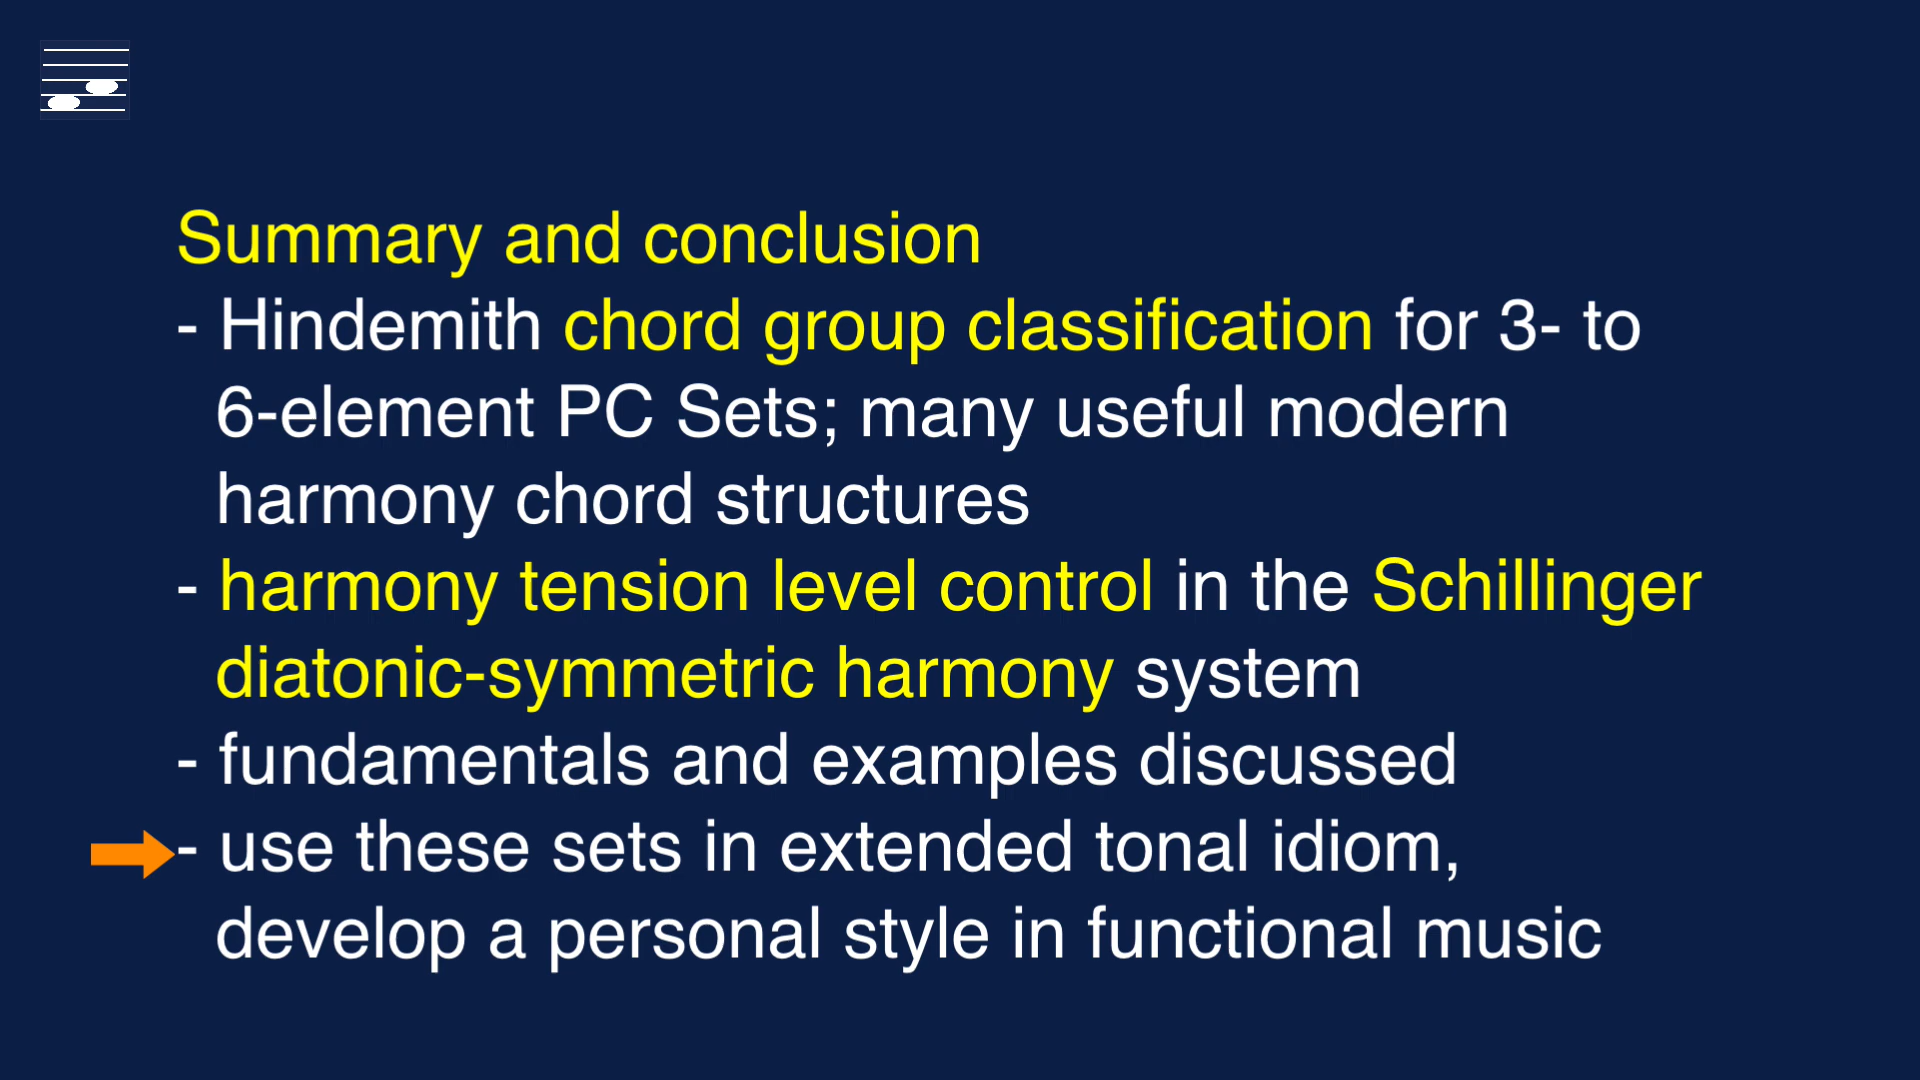 Summary and conclusion
- Hindemith chord group classification for 3- to
6-element PC Sets; many useful modern
harmony chord structures
- harmony tension level control in the Schillinger
diatonic-symmetric harmony system
- fundamentals and examples discussed
- use these sets in extended tonal idiom,
develop a personal style in functional music